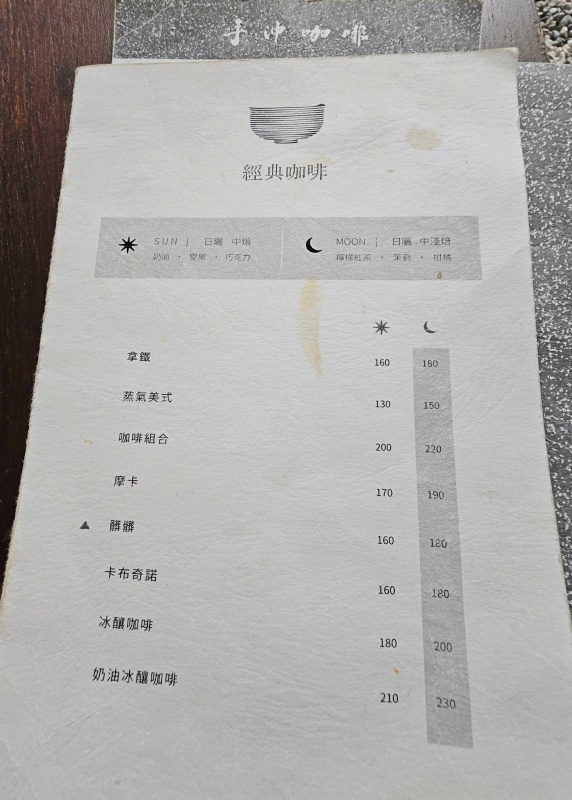 手沖咖啡
經典咖啡
SUN | 日曬 中焙
奶油 · 堅果 · 巧克力
MOON | 日曬 中淺焙
檸檬紅茶 · 茉莉 · 柑橘
拿鐵 160 180
蒸氣美式 130 150
咖啡組合 200 220
摩卡 170 190
▲ 髒髒 160 180
卡布奇諾 160 180
冰釀咖啡 180 200
奶油冰釀咖啡 210 230